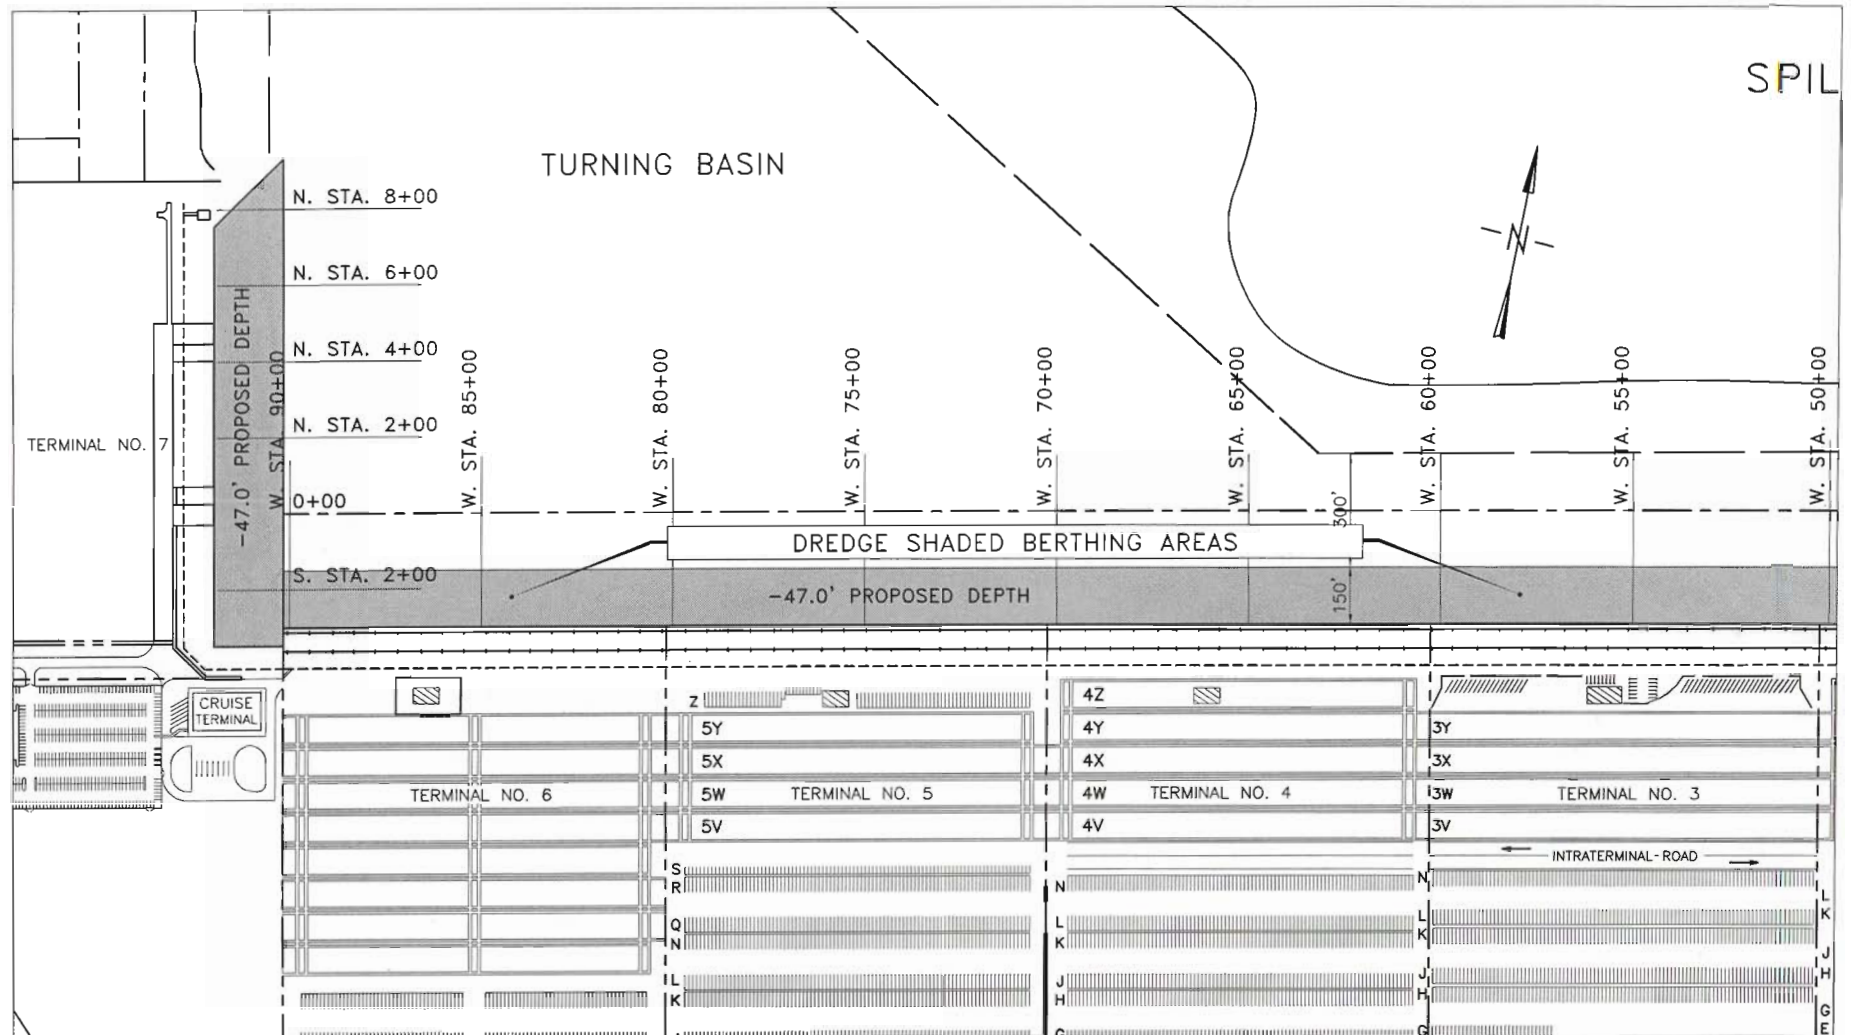 SPIL
TURNING BASIN
N. STA. 8+00
N. STA. 6+00
N. STA. 4+00
N. STA. 2+00
0+00
S. STA. 2+00
-47.0' PROPOSED DEPTH
W. STA. 90+00
W. STA. 85+00
W. STA. 80+00
W. STA. 75+00
W. STA. 70+00
W. STA. 65+00
W. STA. 60+00
W. STA. 55+00
W. STA. 50+00
N
TERMINAL NO. 7
300'
DREDGE SHADED BERTHING AREAS
-47.0' PROPOSED DEPTH
150'
CRUISE
TERMINAL
Z
4Z
5Y
4Y
3Y
5X
4X
3X
TERMINAL NO. 6
5W
TERMINAL NO. 5
4W
TERMINAL NO. 4
3W
TERMINAL NO. 3
5V
4V
3V
INTRATERMINAL-ROAD
S
R
Q
N
L
K
N
L
K
J
H
G
N
L
K
J
H
G
L
K
J
H
G
E